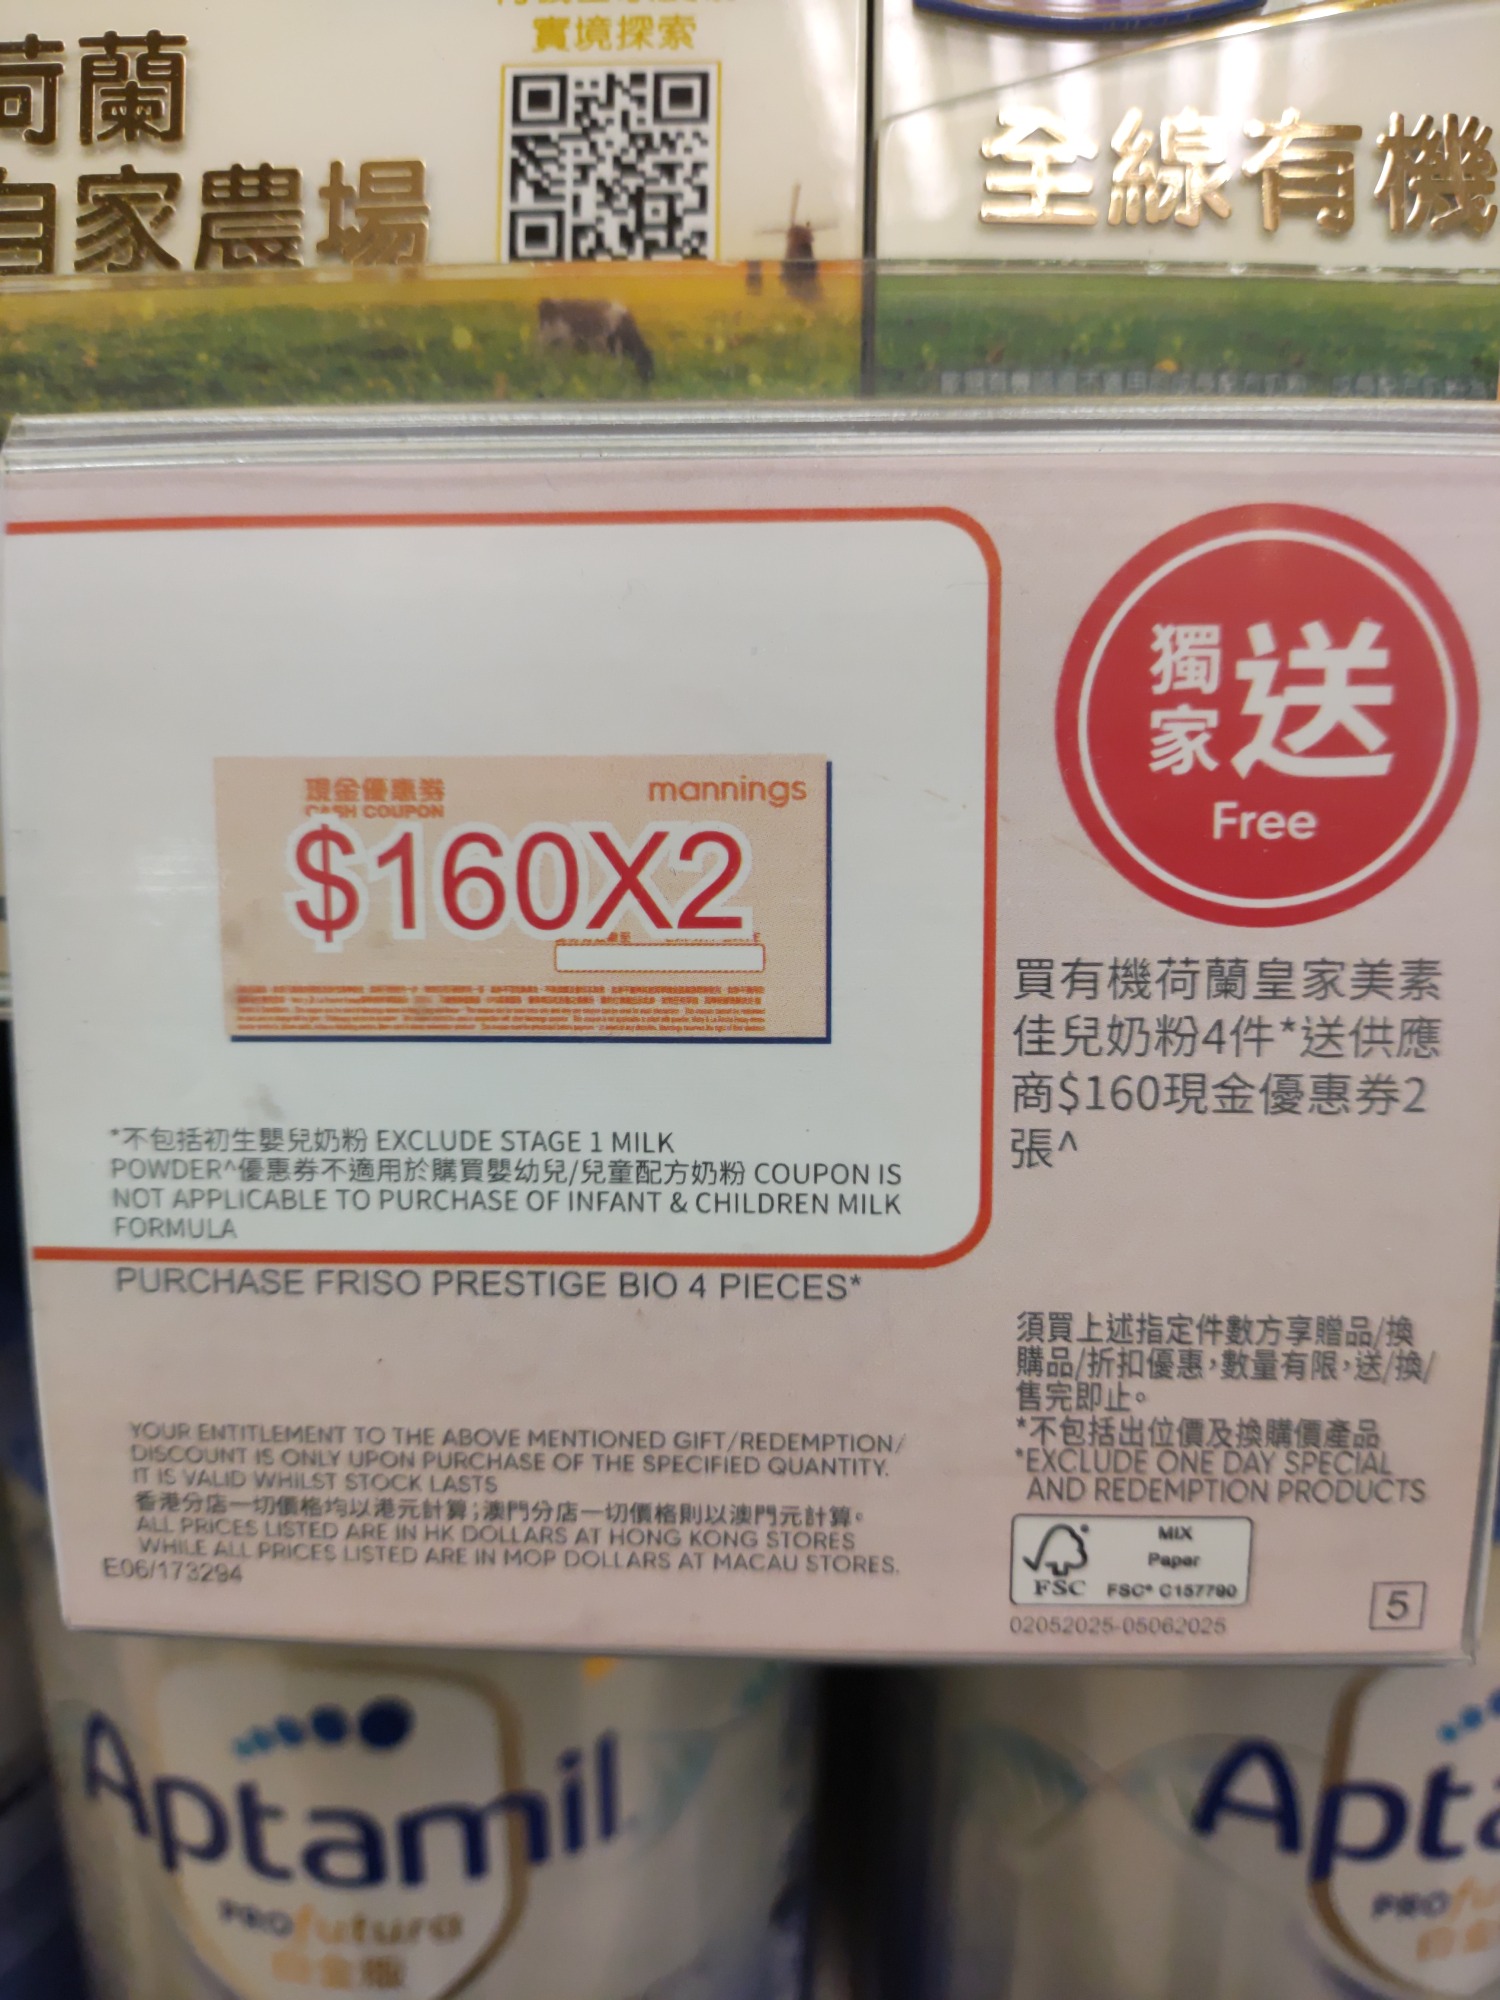 實境探索
荷蘭
自家農場
全線有機
獨家送
Free
現金優惠券
CASH COUPON
mannings
$160X2
買有機荷蘭皇家美素
佳兒奶粉4件*送供應
商$160現金優惠券2
張^
*不包括初生嬰兒奶粉 EXCLUDE STAGE 1 MILK
POWDER^優惠券不適用於購買嬰幼兒/兒童配方奶粉 COUPON IS
NOT APPLICABLE TO PURCHASE OF INFANT & CHILDREN MILK
FORMULA
PURCHASE FRISO PRESTIGE BIO 4 PIECES*
須買上述指定件數方享贈品/換
購品/折扣優惠,數量有限,送/換/
售完即止。
*不包括出位價及換購價產品
*EXCLUDE ONE DAY SPECIAL
AND REDEMPTION PRODUCTS
YOUR ENTITLEMENT TO THE ABOVE MENTIONED GIFT/REDEMPTION/
DISCOUNT IS ONLY UPON PURCHASE OF THE SPECIFIED QUANTITY.
IT IS VALID WHILST STOCK LASTS
香港分店一切價格均以港元計算;澳門分店一切價格則以澳門元計算。
ALL PRICES LISTED ARE IN HK DOLLARS AT HONG KONG STORES
WHILE ALL PRICES LISTED ARE IN MOP DOLLARS AT MACAU STORES.
E06/173294
FSC
MIX
Paper
FSC® C157790
02052025-05062025
5
Aptamil
PROfutura
白金版
Apta
PROfu
白金